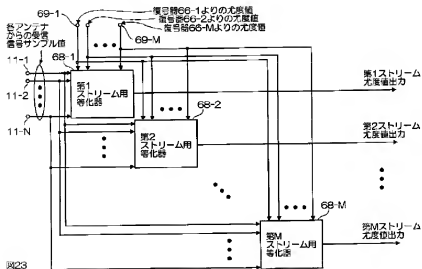 69-1
復号器66-1よりの尤度値
復号器66-2よりの尤度値
復号器66-Mよりの尤度値
69-M
各アンテナ
からの受信
信号サンプル値
68-1
11-1
11-2
11-N
第1
ストリーム用
等化器
第1ストリーム
尤度値出力
68-2
第2
ストリーム用
等化器
第2ストリーム
尤度値出力
68-M
第M
ストリーム用
等化器
第Mストリーム
尤度値出力
図23